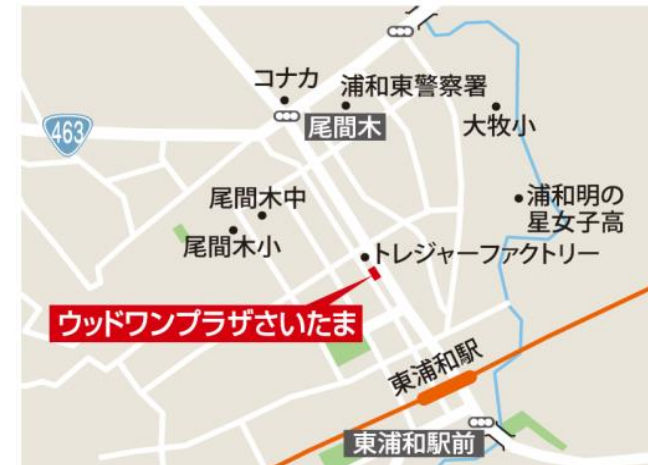 コナカ
浦和東警察署
463
尾間木
大牧小
尾間木中
浦和明の
星女子高
尾間木小
トレジャーファクトリー
ウッドワンプラザさいたま
東浦和駅
東浦和駅前